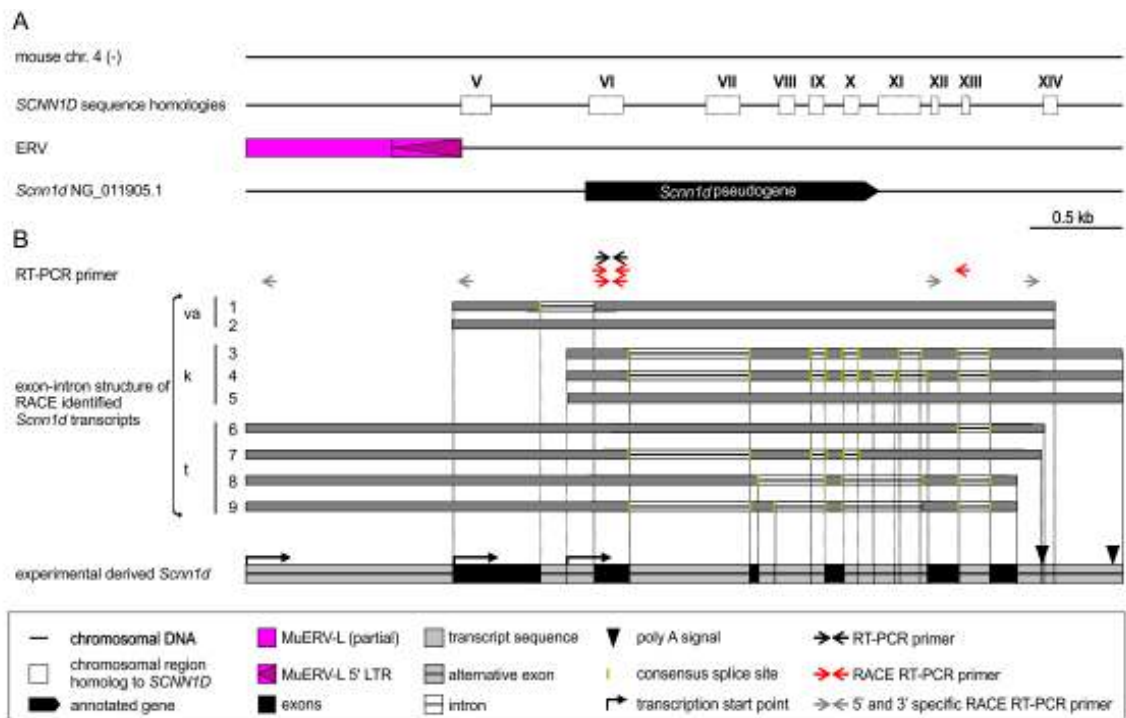 A
mouse chr. 4 (-)
V VI VII VIII IX X XI XII XIII XIV
SCNN1D sequence homologies
ERV
Scnn1d NG_011905.1
Scnn1d pseudogene
0.5 kb
B
RT-PCR primer
va
1
2
exon-intron structure of
RACE identified
Scnn1d transcripts
k
3
4
5
t
6
7
8
9
experimental derived Scnn1d
chromosomal DNA
MuERV-L (partial)
transcript sequence
poly A signal
RT-PCR primer
chromosomal region
homolog to SCNN1D
MuERV-L 5' LTR
alternative exon
consensus splice site
RACE RT-PCR primer
annotated gene
exons
intron
transcription start point
5' and 3' specific RACE RT-PCR primer